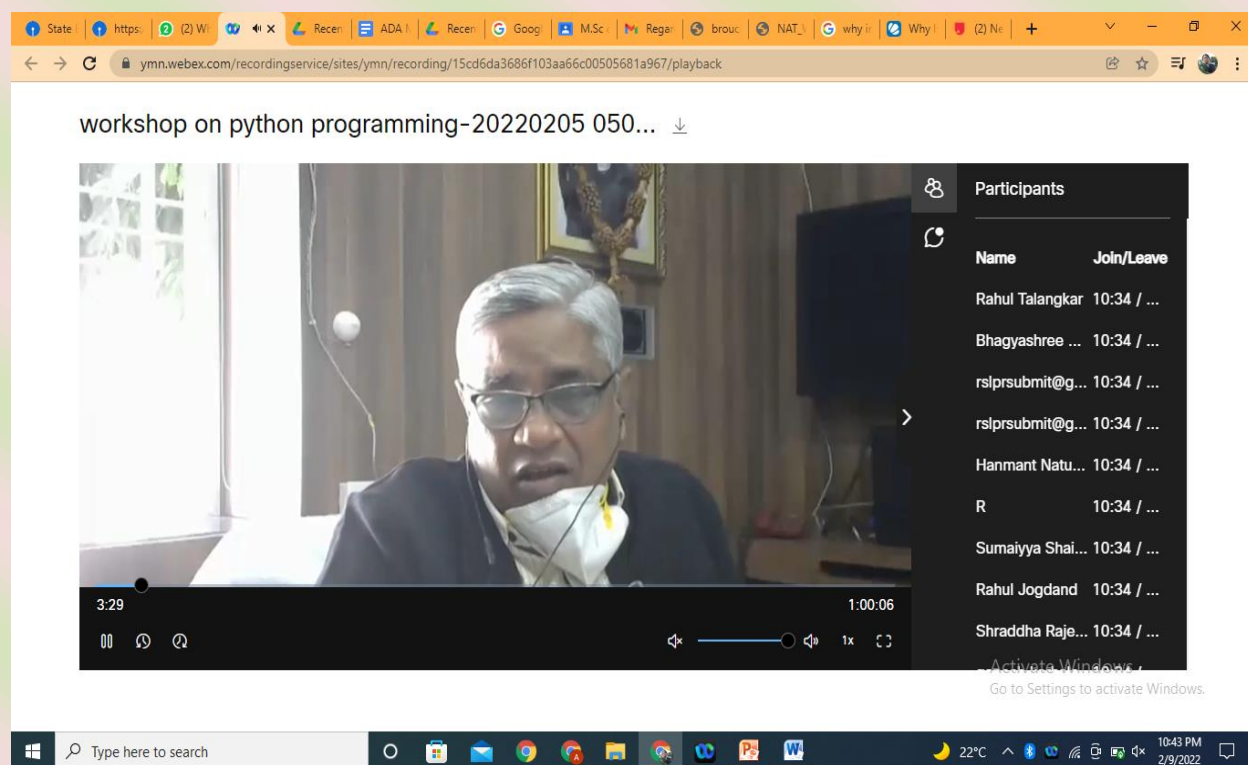 State
https:
(2) W
Recen
ADA
Recen
Googl
M.Sc
Regar
brouc
NAT_
why i
Why
(2) Ne
ymn.webex.com/recordingservice/sites/ymn/recording/15cd6da3686f103aa66c00505681a967/playback
workshop on python programming-20220205 050...
Participants
Name Join/Leave
Rahul Talangkar 10:34 / ...
Bhagyashree ... 10:34 / ...
rslprsubmit@g... 10:34 / ...
rslprsubmit@g... 10:34 / ...
Hanmant Natu... 10:34 / ...
R 10:34 / ...
Sumaiyya Shai... 10:34 / ...
Rahul Jogdand 10:34 / ...
Shraddha Raje... 10:34 / ...
3:29 1:00:06
1x
Activate Windows
Go to Settings to activate Windows.
Type here to search
22°C
10:43 PM
2/9/2022